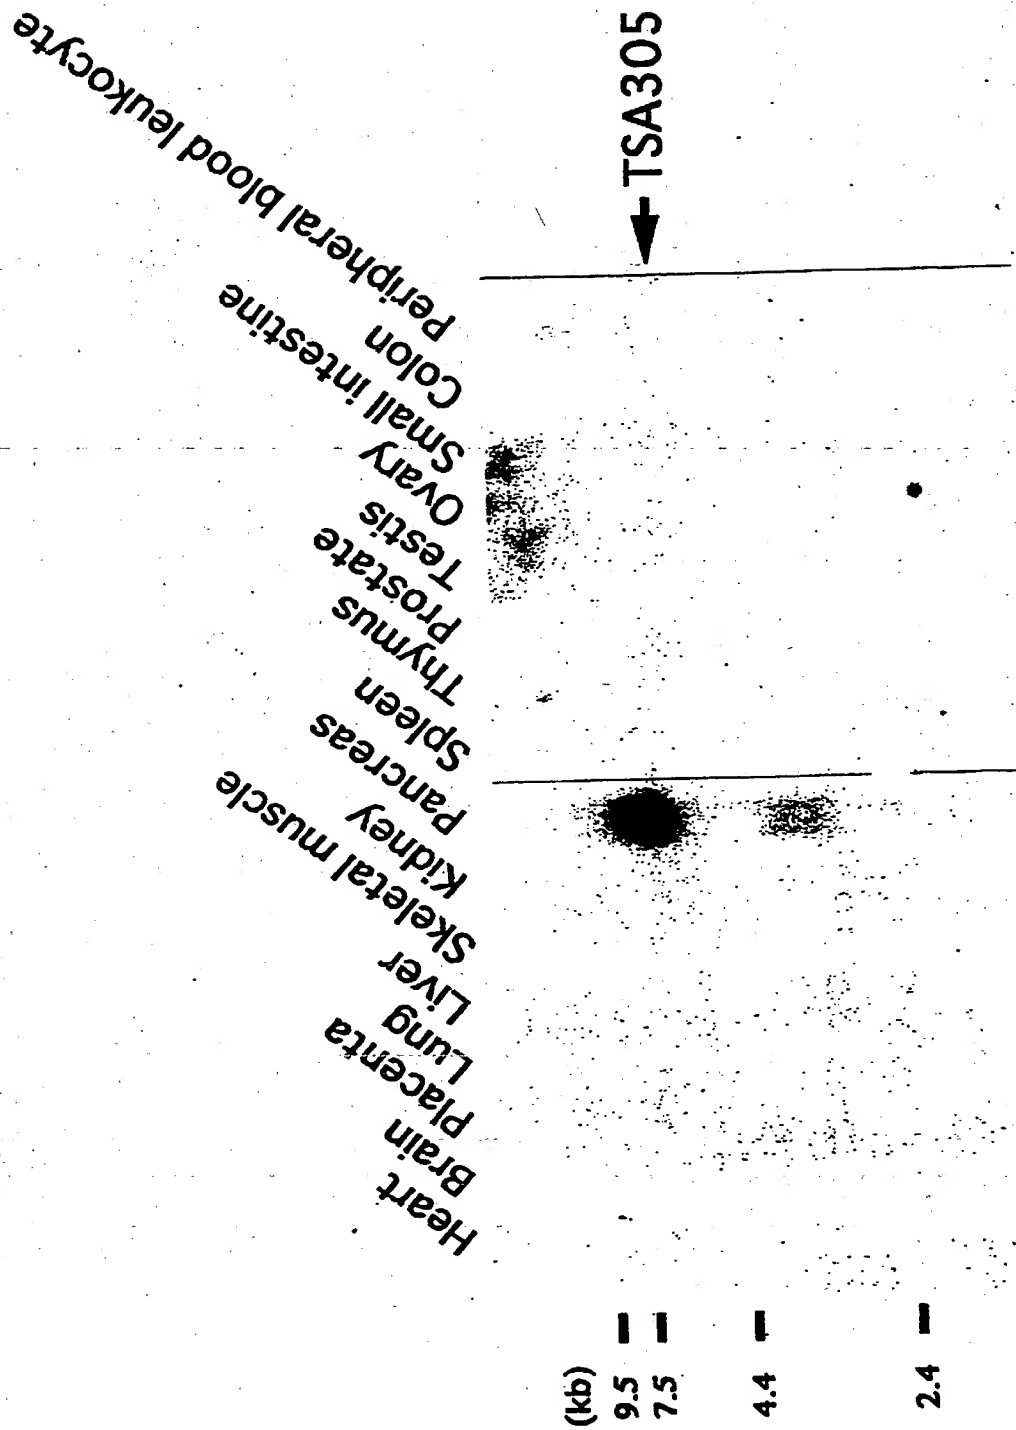 Heart
Brain
Placenta
Lung
Liver
Skeletal muscle
Kidney
Pancreas
Spleen
Thymus
Prostate
Testis
Ovary
Small intestine
Colon
Peripheral blood leukocyte
(kb)
9.5
7.5
4.4
2.4
TSA305